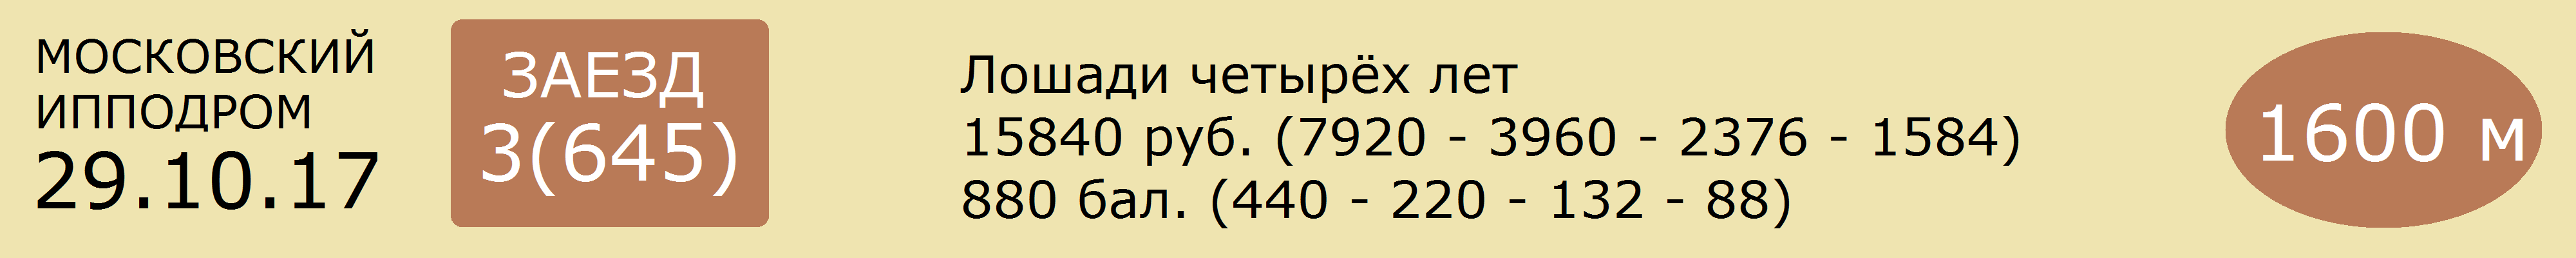 МОСКОВСКИЙ
ИППОДРОМ
29.10.17
ЗАЕЗД
3(645)
Лошади четырёх лет
15840 руб. (7920 - 3960 - 2376 - 1584)
880 бал. (440 - 220 - 132 - 88)
1600 м